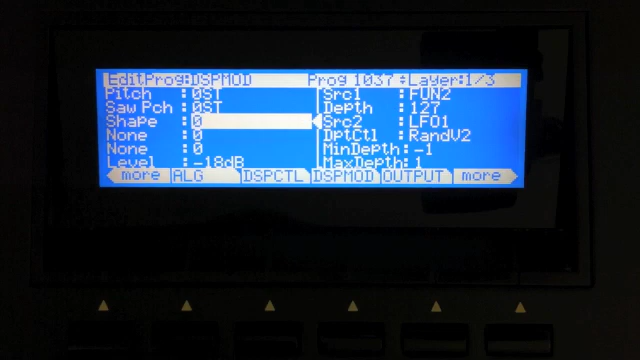 EditProg:DSPMOD Prog 1037 Layer:1/3
Pitch :0ST Src1 :FUN2
Saw Pch :0ST Depth :127
Shape :0 Src2 :LFO1
None :0 DptCtl :RandV2
None :0 MinDepth:-1
Level :-18dB MaxDepth:1
more ALG DSPCTL DSPMOD OUTPUT more